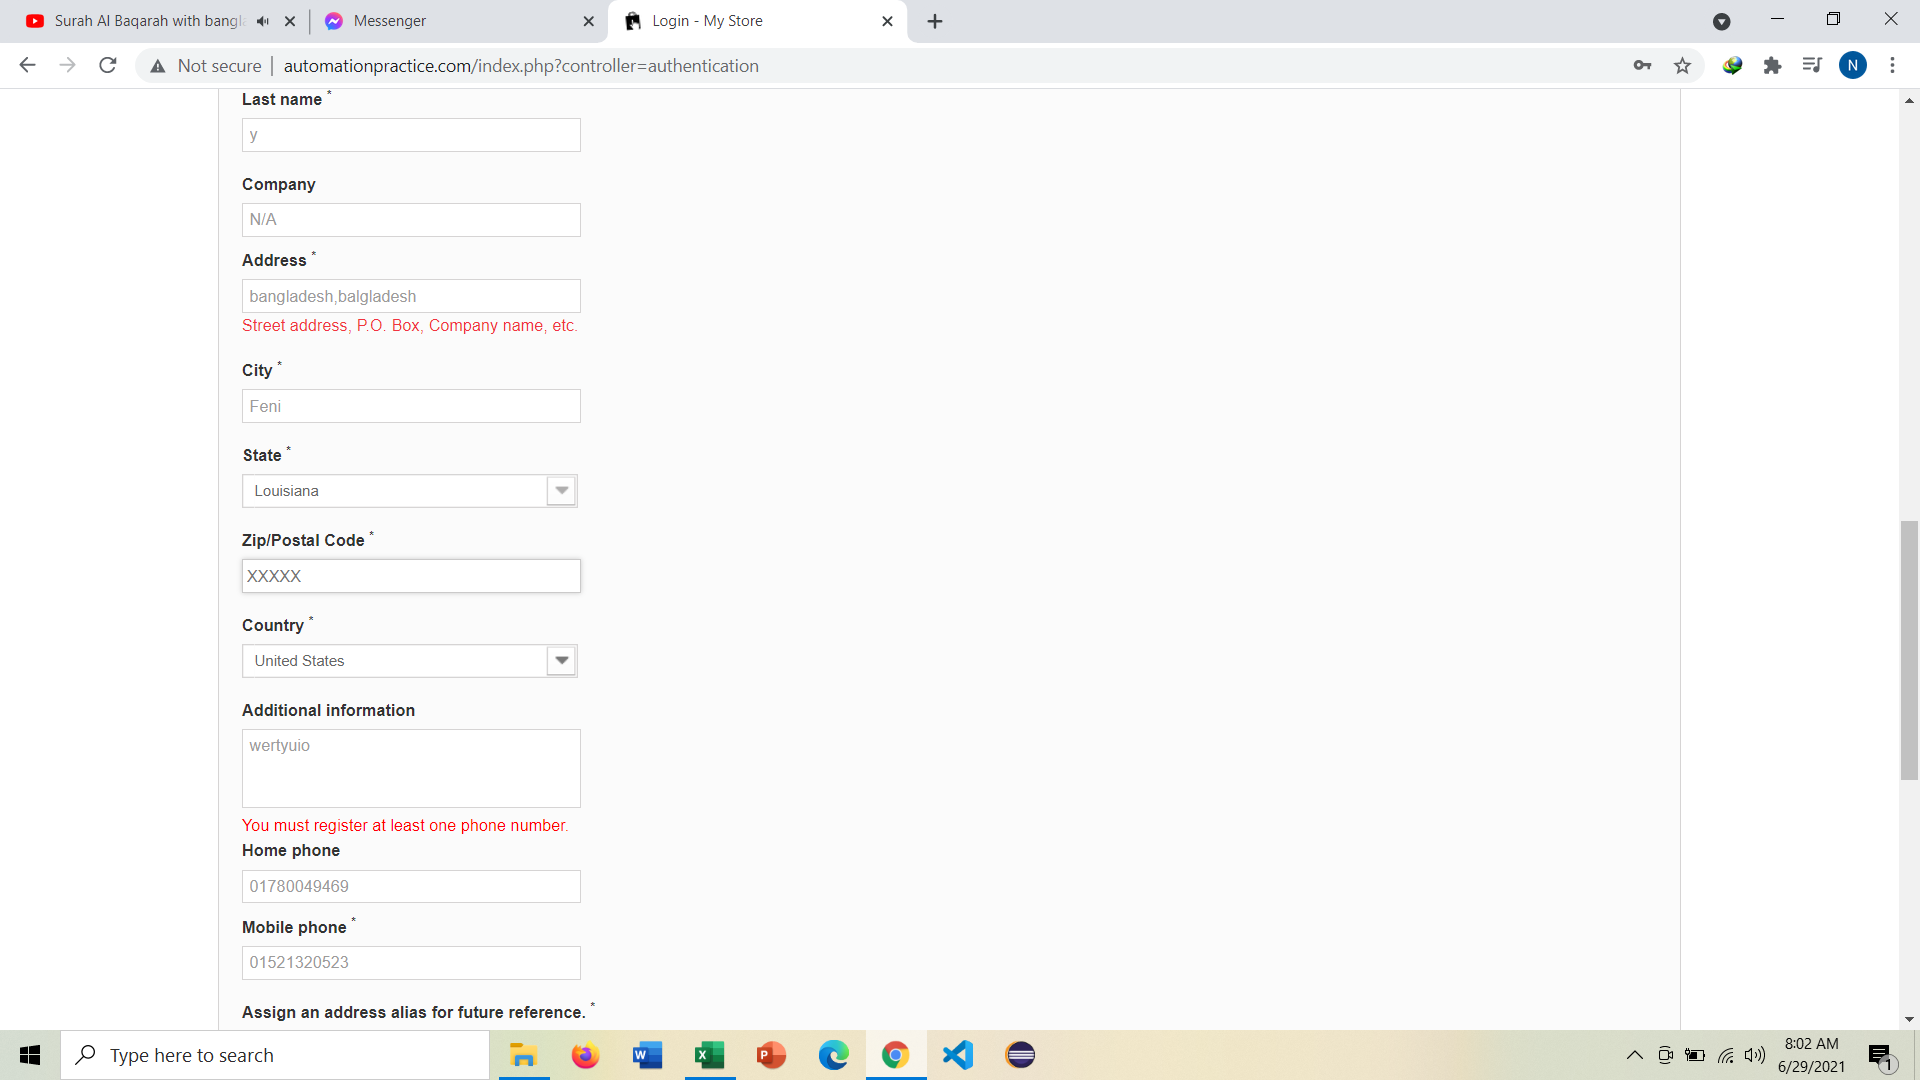 Surah Al Baqarah with bangla
Messenger
Login - My Store
Not secure
automationpractice.com/index.php?controller=authentication
N
Last name *
y
Company
N/A
Address *
bangladesh,balgladesh
Street address, P.O. Box, Company name, etc.
City *
Feni
State *
Louisiana
Zip/Postal Code *
XXXXX
Country *
United States
Additional information
wertyuio
You must register at least one phone number.
Home phone
01780049469
Mobile phone *
01521320523
Assign an address alias for future reference. *
Type here to search
8:02 AM
6/29/2021
1